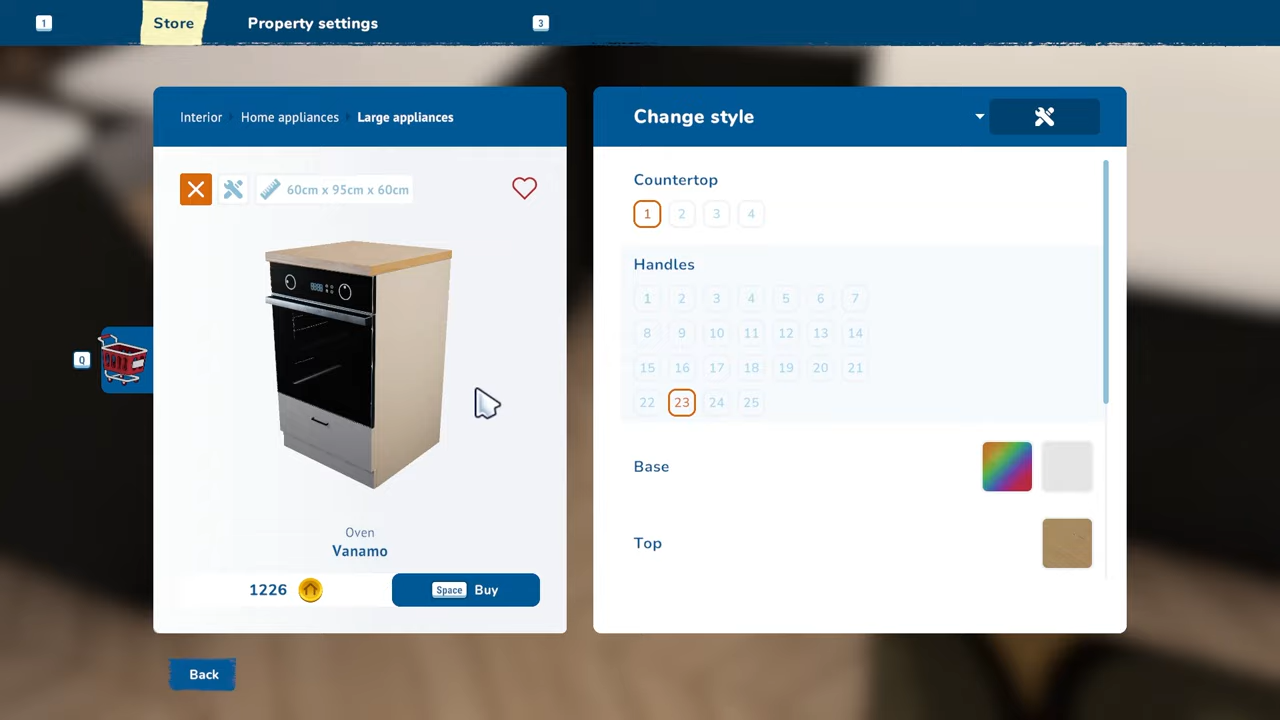 1
Store
Property settings
3
Interior
Home appliances
Large appliances
Change style
60cm x 95cm x 60cm
Countertop
1 2 3 4
Handles
1 2 3 4 5 6 7
8 9 10 11 12 13 14
15 16 17 18 19 20 21
22 23 24 25
Q
Base
Top
Oven
Vanamo
1226
Space Buy
Back